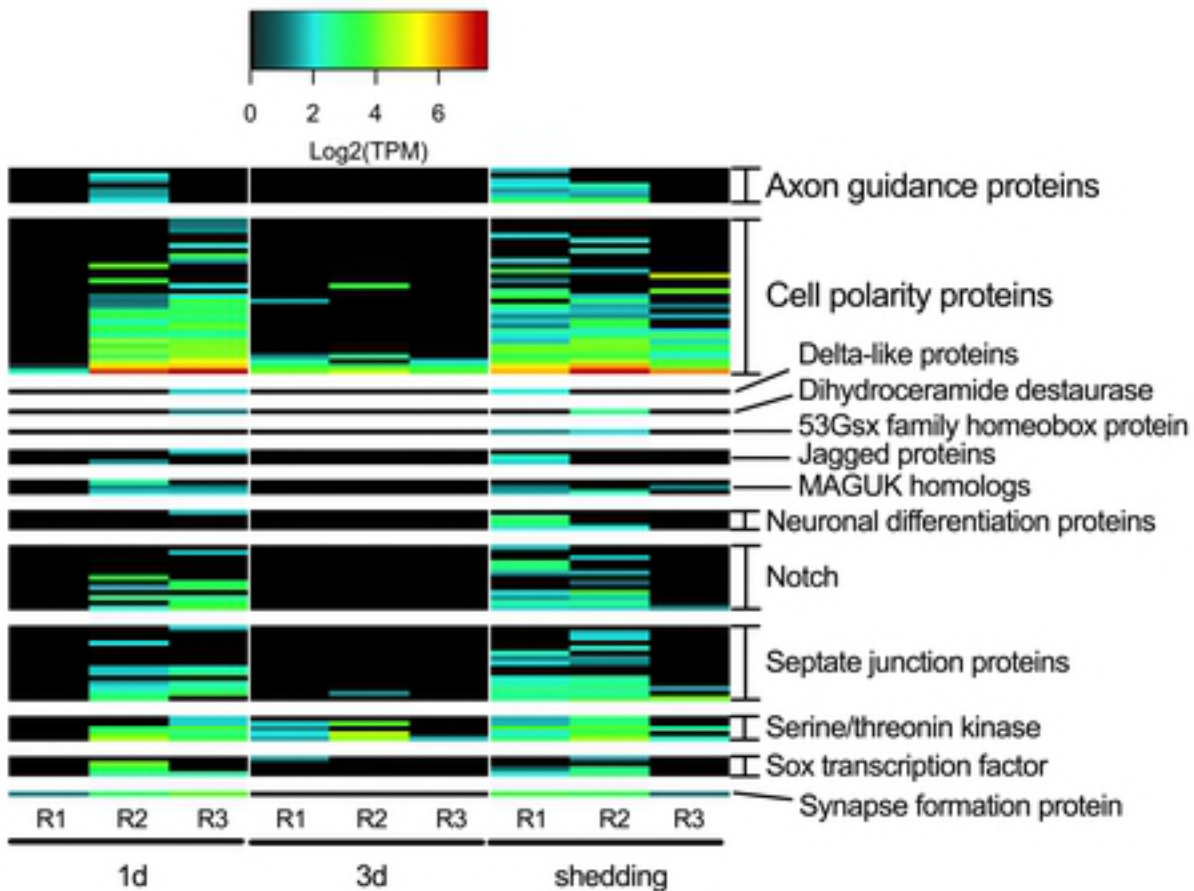 0 2 4 6
Log2(TPM)
Axon guidance proteins
Cell polarity proteins
Delta-like proteins
Dihydroceramide destaurase
53Gsx family homeobox protein
Jagged proteins
MAGUK homologs
Neuronal differentiation proteins
Notch
Septate junction proteins
Serine/threonin kinase
Sox transcription factor
Synapse formation protein
R1 R2 R3 R1 R2 R3 R1 R2 R3
1d 3d shedding